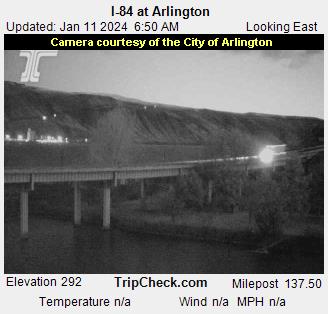 I-84 at Arlington
Updated: Jan 11 2024 6:50 AM Looking East
Camera courtesy of the City of Arlington
Elevation 292 TripCheck.com Milepost 137.50
Temperature n/a Wind n/a MPH n/a